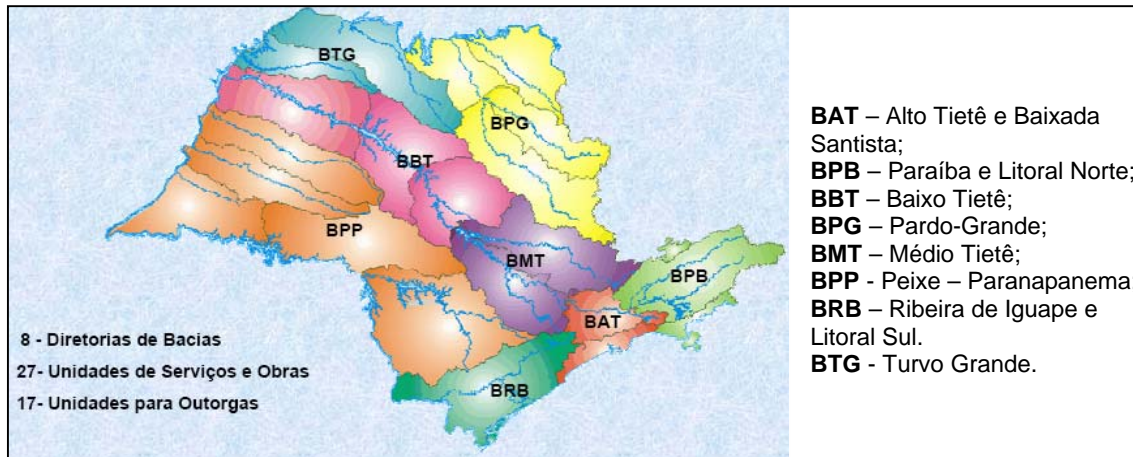 BTG
BPG
BBT
BPP
BMT
BPB
BAT
BRB
8 - Diretorias de Bacias
27- Unidades de Serviços e Obras
17- Unidades para Outorgas
BAT – Alto Tietê e Baixada
Santista;
BPB – Paraíba e Litoral Norte;
BBT – Baixo Tietê;
BPG – Pardo-Grande;
BMT – Médio Tietê;
BPP - Peixe – Paranapanema
BRB – Ribeira de Iguape e
Litoral Sul.
BTG - Turvo Grande.